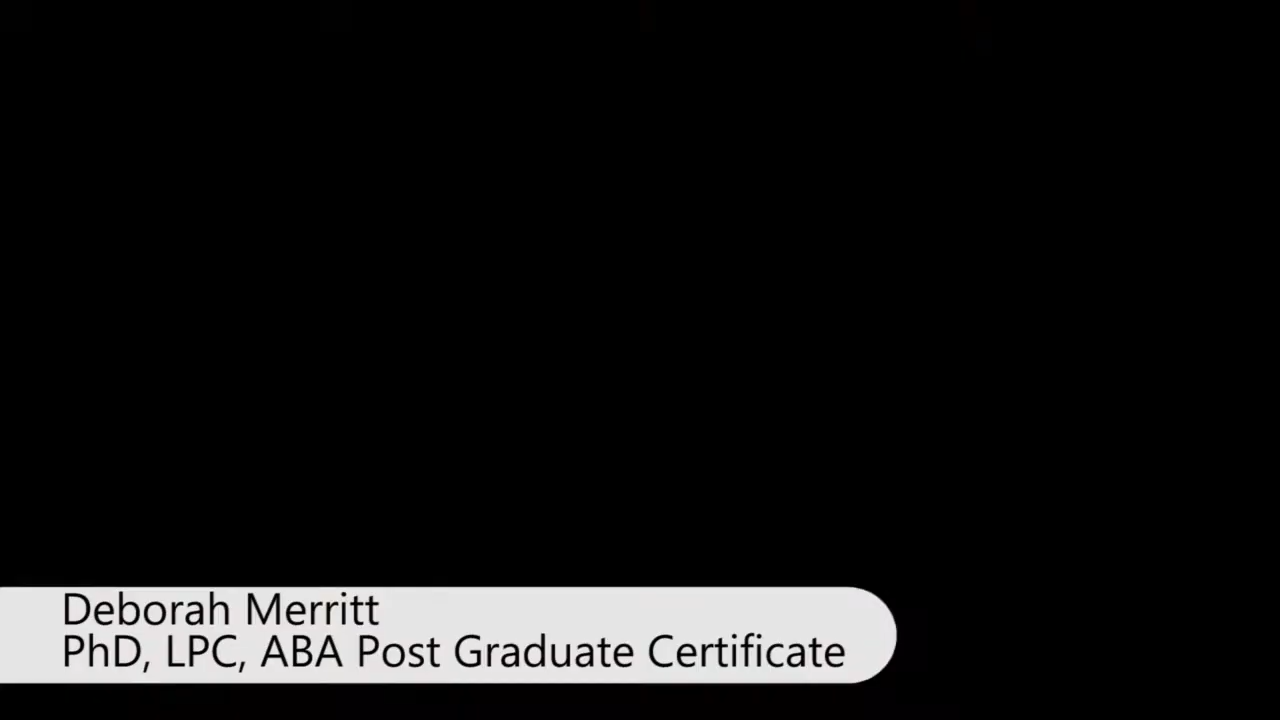 Deborah Merritt
PhD, LPC, ABA Post Graduate Certificate